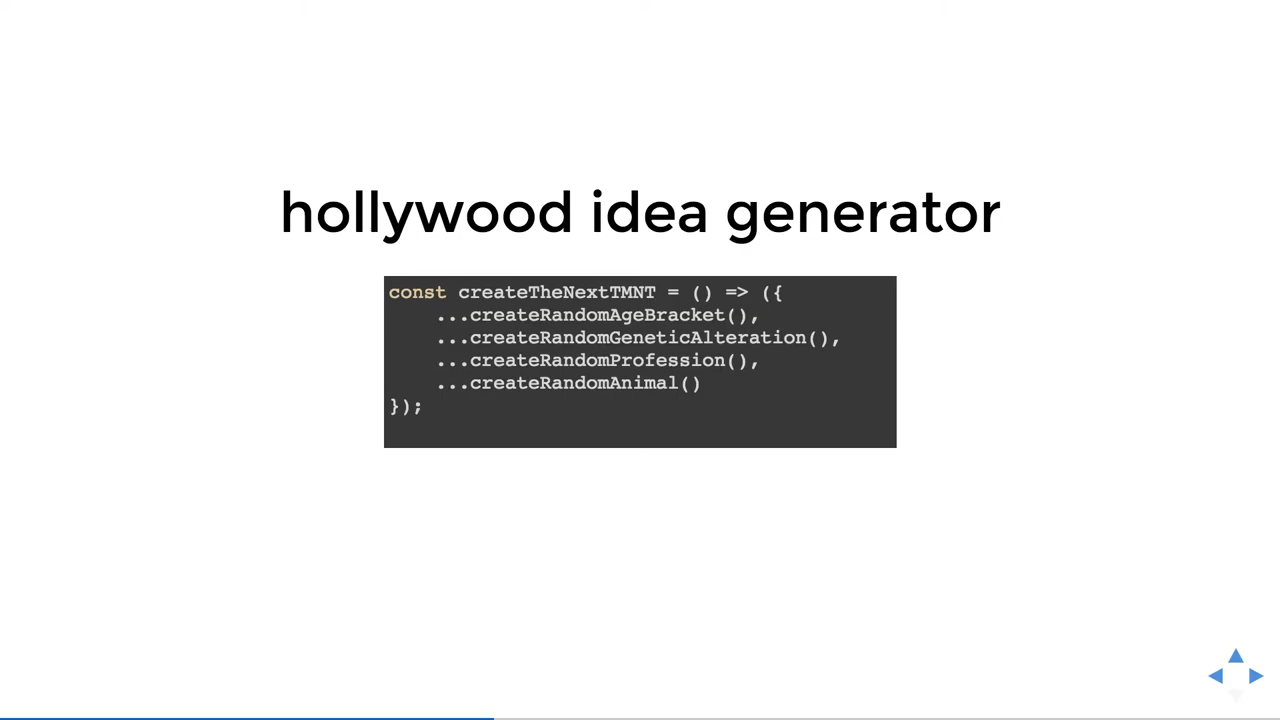 hollywood idea generator
const createTheNextTMNT = () => ({
    ...createRandomAgeBracket(),
    ...createRandomGeneticAlteration(),
    ...createRandomProfession(),
    ...createRandomAnimal()
});